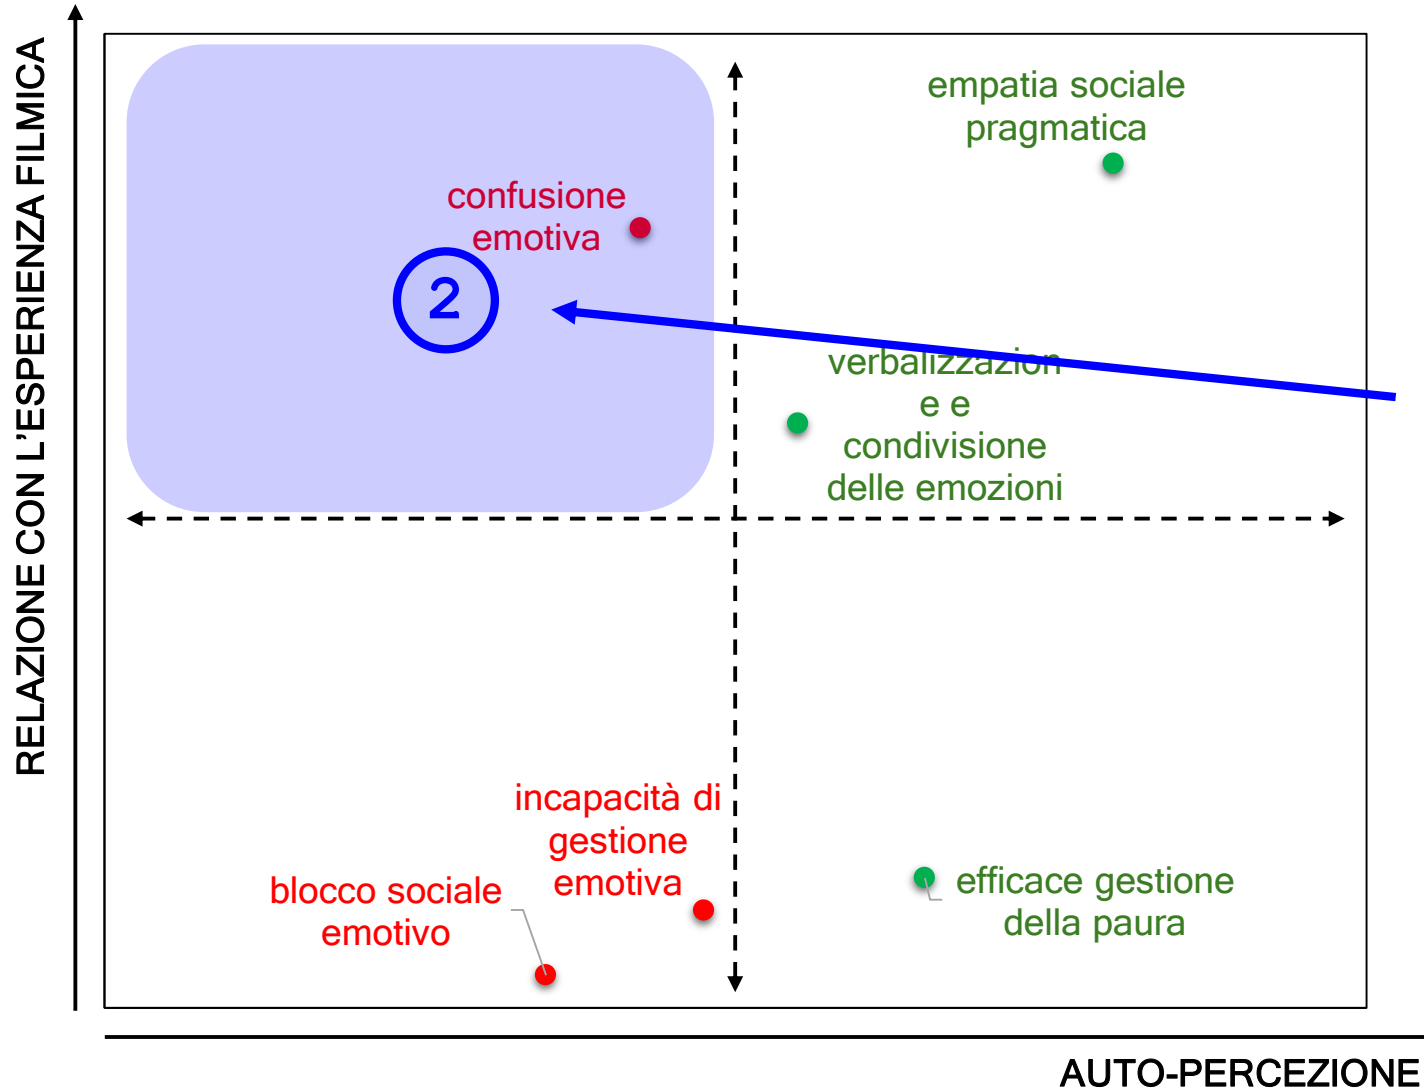 RELAZIONE CON L'ESPERIENZA FILMICA
empatia sociale
pragmatica
confusione
emotiva
2
verbalizzazion
e e
condivisione
delle emozioni
incapacità di
gestione
emotiva
blocco sociale
emotivo
efficace gestione
della paura
AUTO-PERCEZIONE